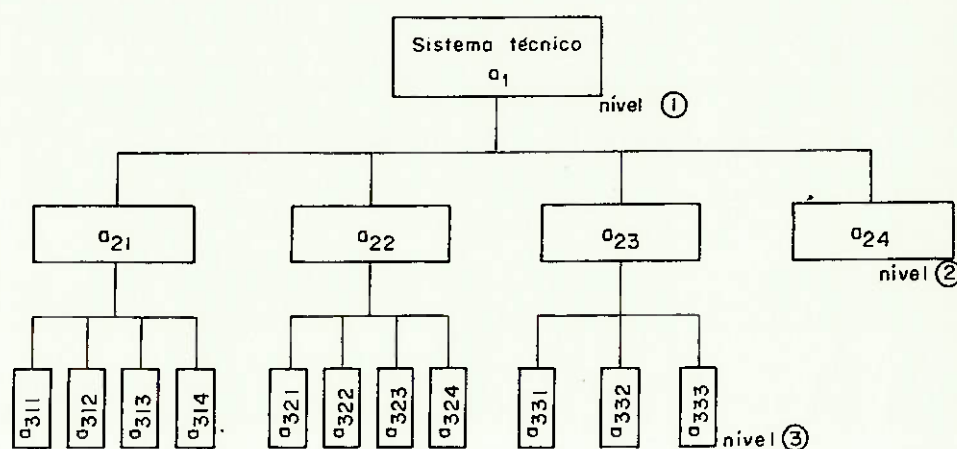 Sistema técnico
a1
nível ①
a21
a22
a23
a24
nível ②
a311
a312
a313
a314
a321
a322
a323
a324
a331
a332
a333
nível ③